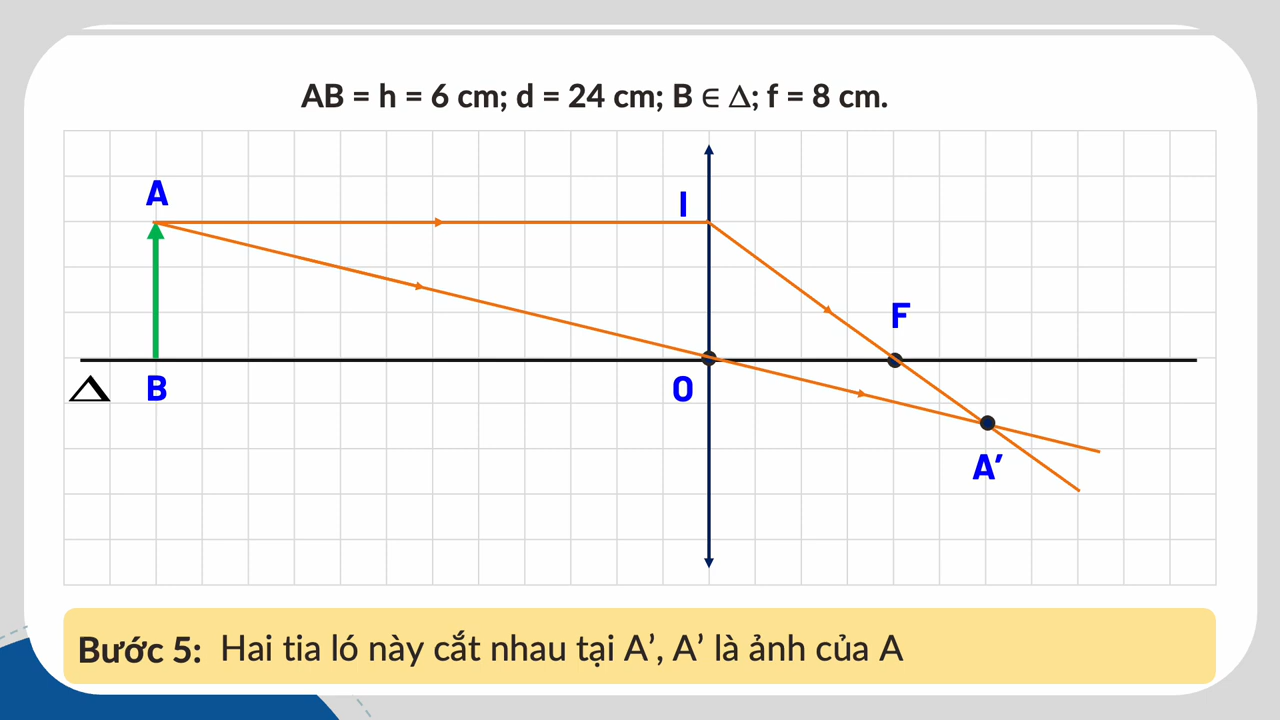 AB = h = 6 cm; d = 24 cm; B ∈ Δ; f = 8 cm.
A
I
F
Δ
B
O
A’
Bước 5: Hai tia ló này cắt nhau tại A’, A’ là ảnh của A